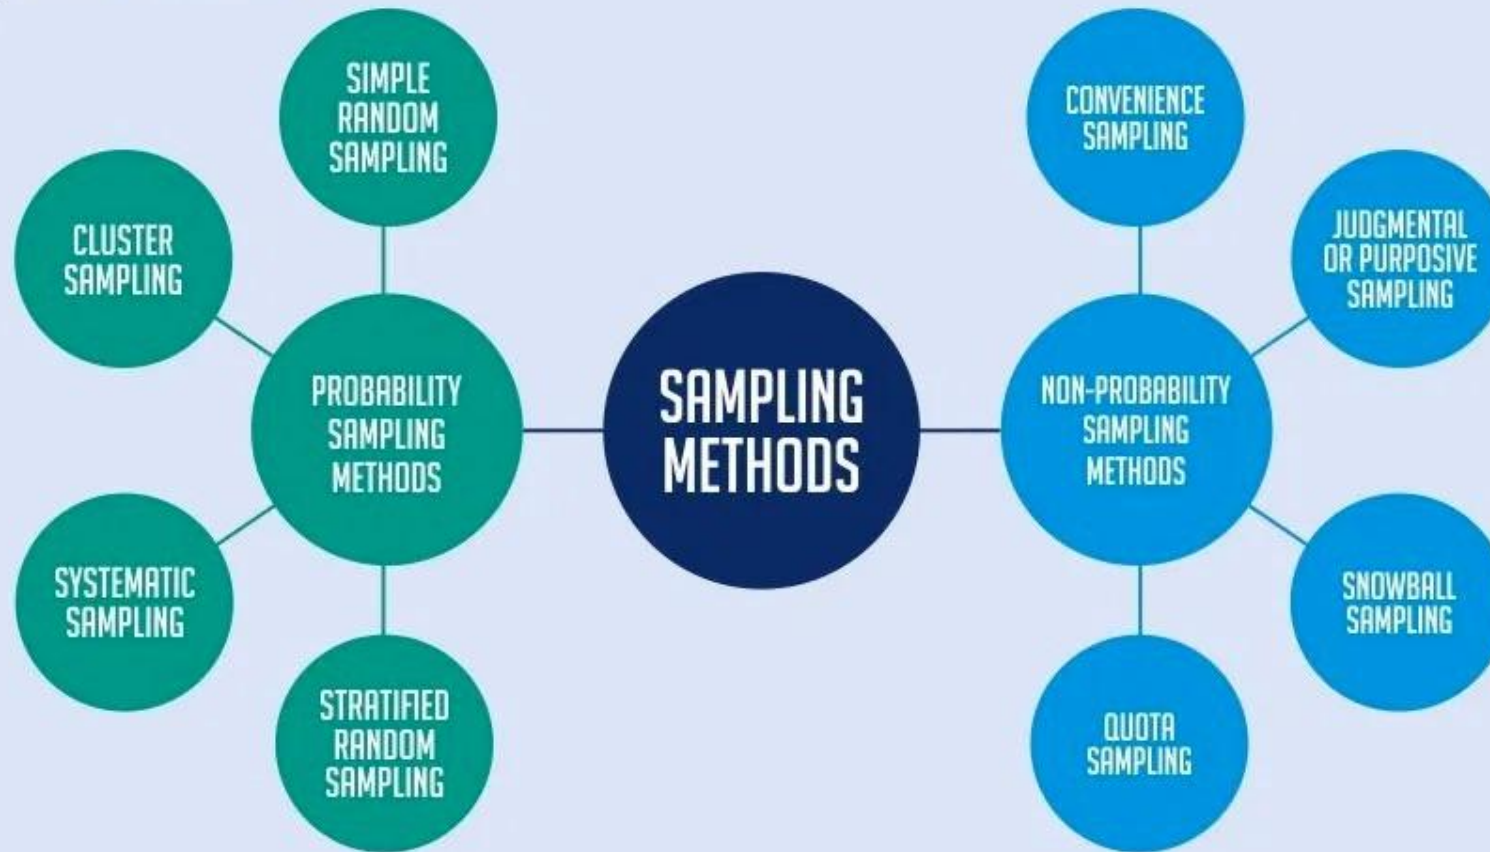 SAMPLING
METHODS
PROBABILITY
SAMPLING
METHODS
SIMPLE
RANDOM
SAMPLING
CLUSTER
SAMPLING
SYSTEMATIC
SAMPLING
STRATIFIED
RANDOM
SAMPLING
NON-PROBABILITY
SAMPLING
METHODS
CONVENIENCE
SAMPLING
JUDGMENTAL
OR PURPOSIVE
SAMPLING
SNOWBALL
SAMPLING
QUOTA
SAMPLING